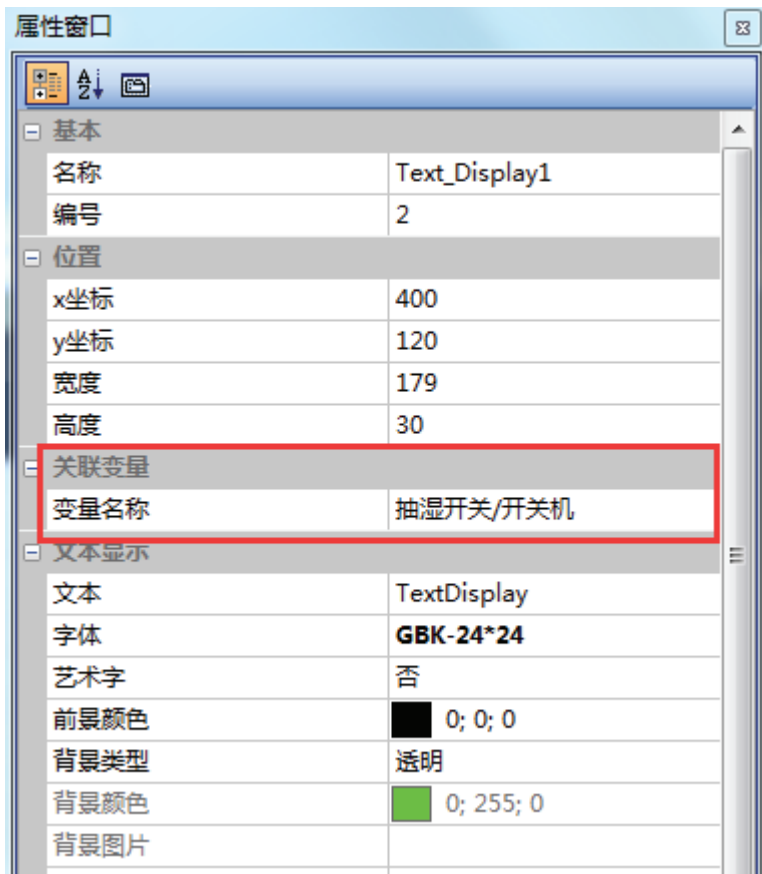 属性窗口
基本
名称 Text_Display1
编号 2
位置
x坐标 400
y坐标 120
宽度 179
高度 30
关联变量
变量名称 抽湿开关/开关机
文本显示
文本 TextDisplay
字体 GBK-24*24
艺术字 否
前景颜色 0; 0; 0
背景类型 透明
背景颜色 0; 255; 0
背景图片